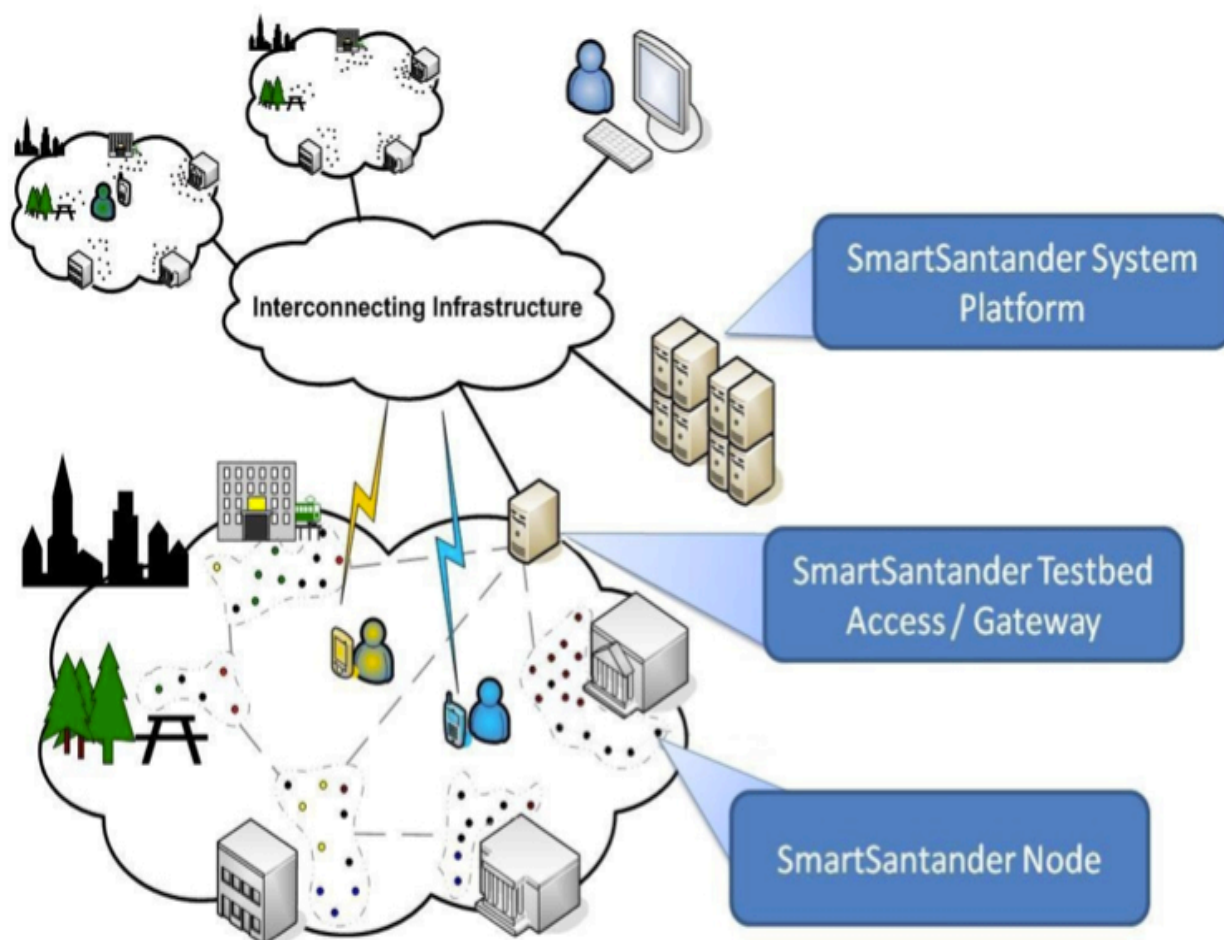 Interconnecting Infrastructure
SmartSantander System
Platform
SmartSantander Testbed
Access / Gateway
SmartSantander Node